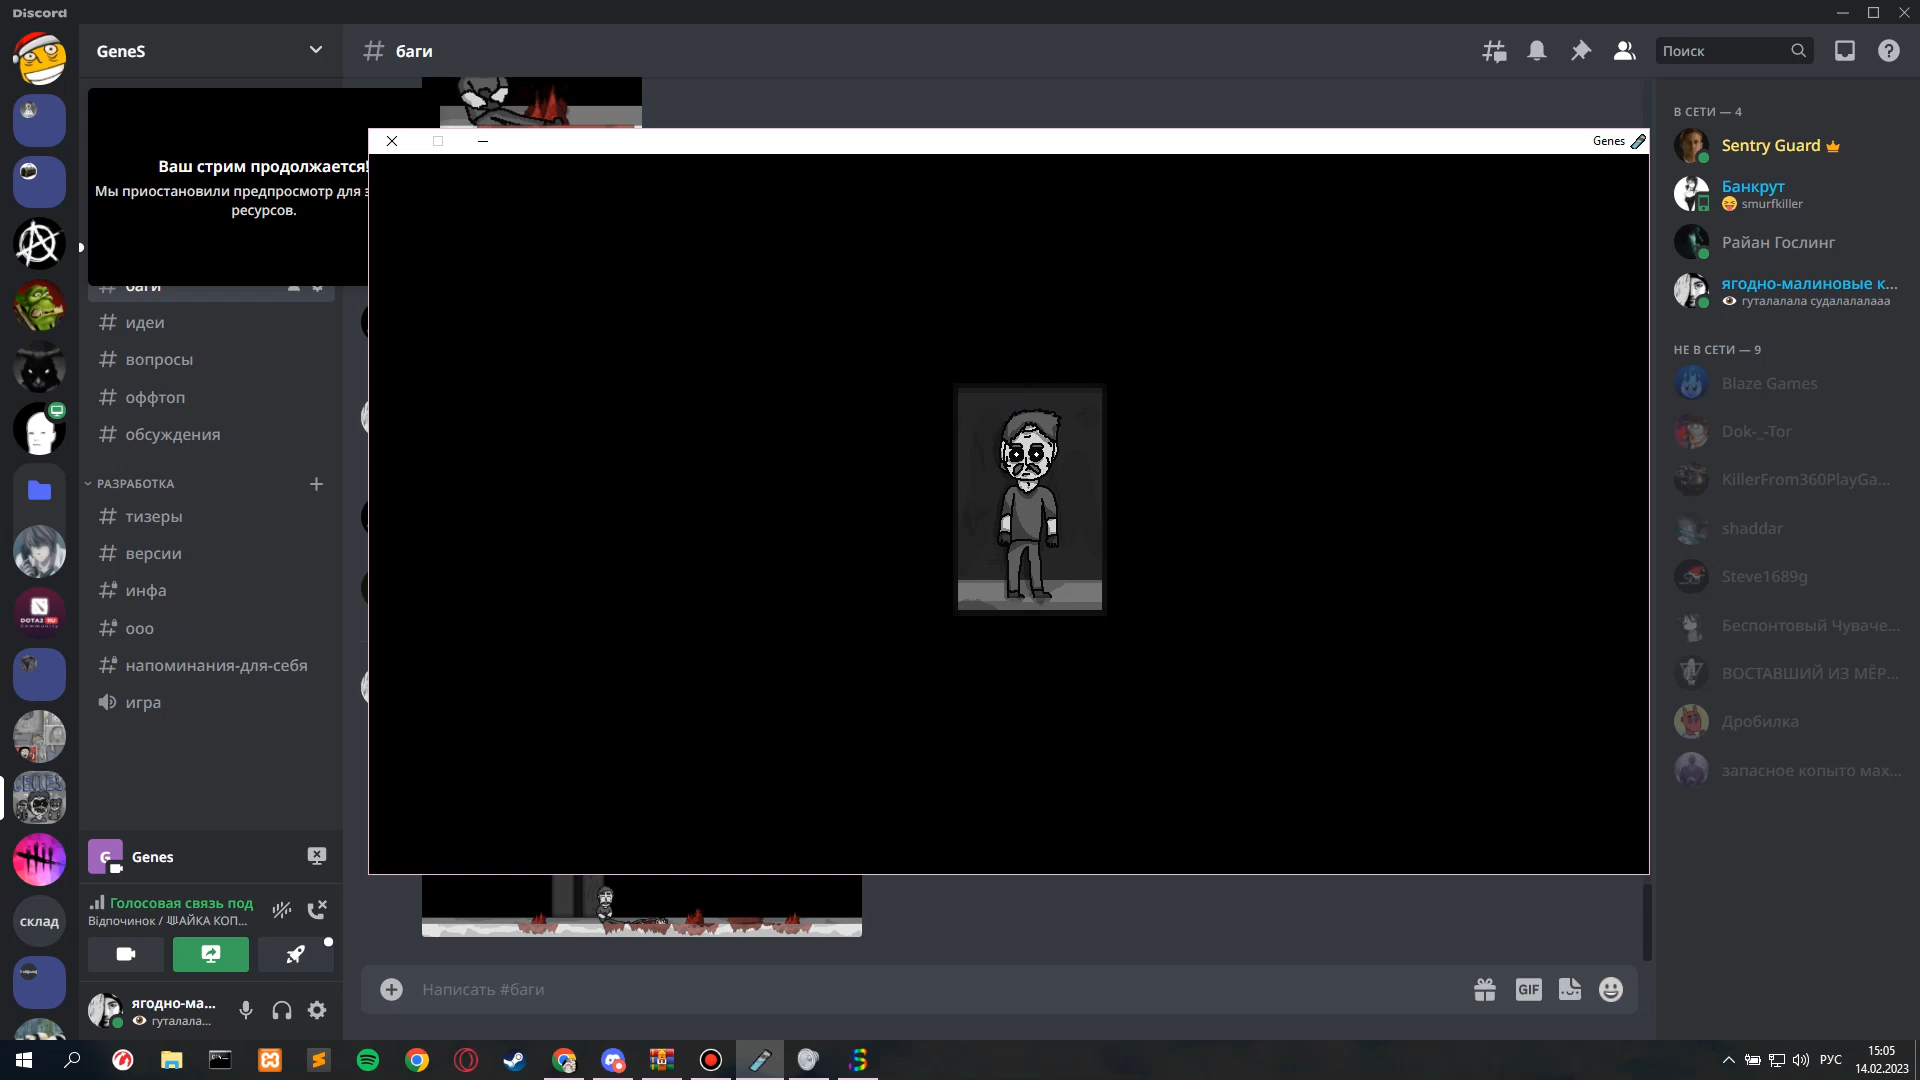 Discord
GeneS
баги
Поиск
Ваш стрим продолжается!
Мы приостановили предпросмотр для
ресурсов.
Genes
баги
идеи
вопросы
оффтоп
обсуждения
РАЗРАБОТКА
тизеры
версии
инфа
ооо
напоминания-для-себя
игра
G Genes
Голосовая связь под
Відпочинок /
ягодно-ма...
гуталала...
склад
DOTA2 RU
Написать #баги
GIF
В СЕТИ — 4
Sentry Guard
Банкрут
smurfkiller
Райан Гослинг
ягодно-малиновые к...
гуталалала судалалалааа
НЕ В СЕТИ — 9
Blaze Games
Dok-_-Tor
KillerFrom360PlayGa...
shaddar
Steve1689g
Беспонтовый Чуваче...
ВОСТАВШИЙ ИЗ МЁР...
Дробилка
запасное копыто мах...
РУС
15:05
14.02.2023